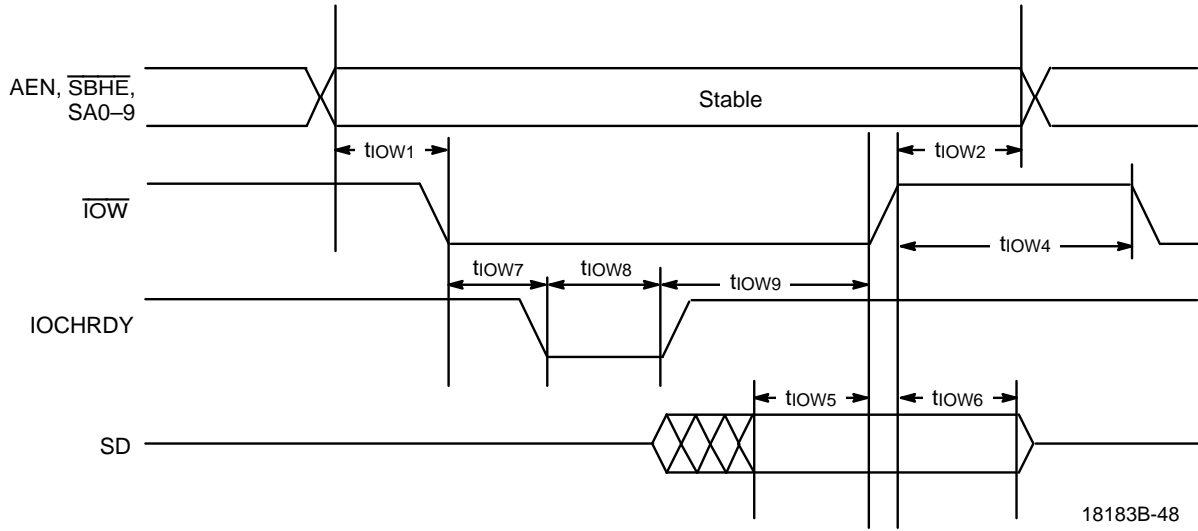 AEN, SBHE,
SA0–9
Stable
tIOW1
tIOW2
IOW
tIOW4
tIOW7
tIOW8
tIOW9
IOCHRDY
tIOW5
tIOW6
SD
18183B-48